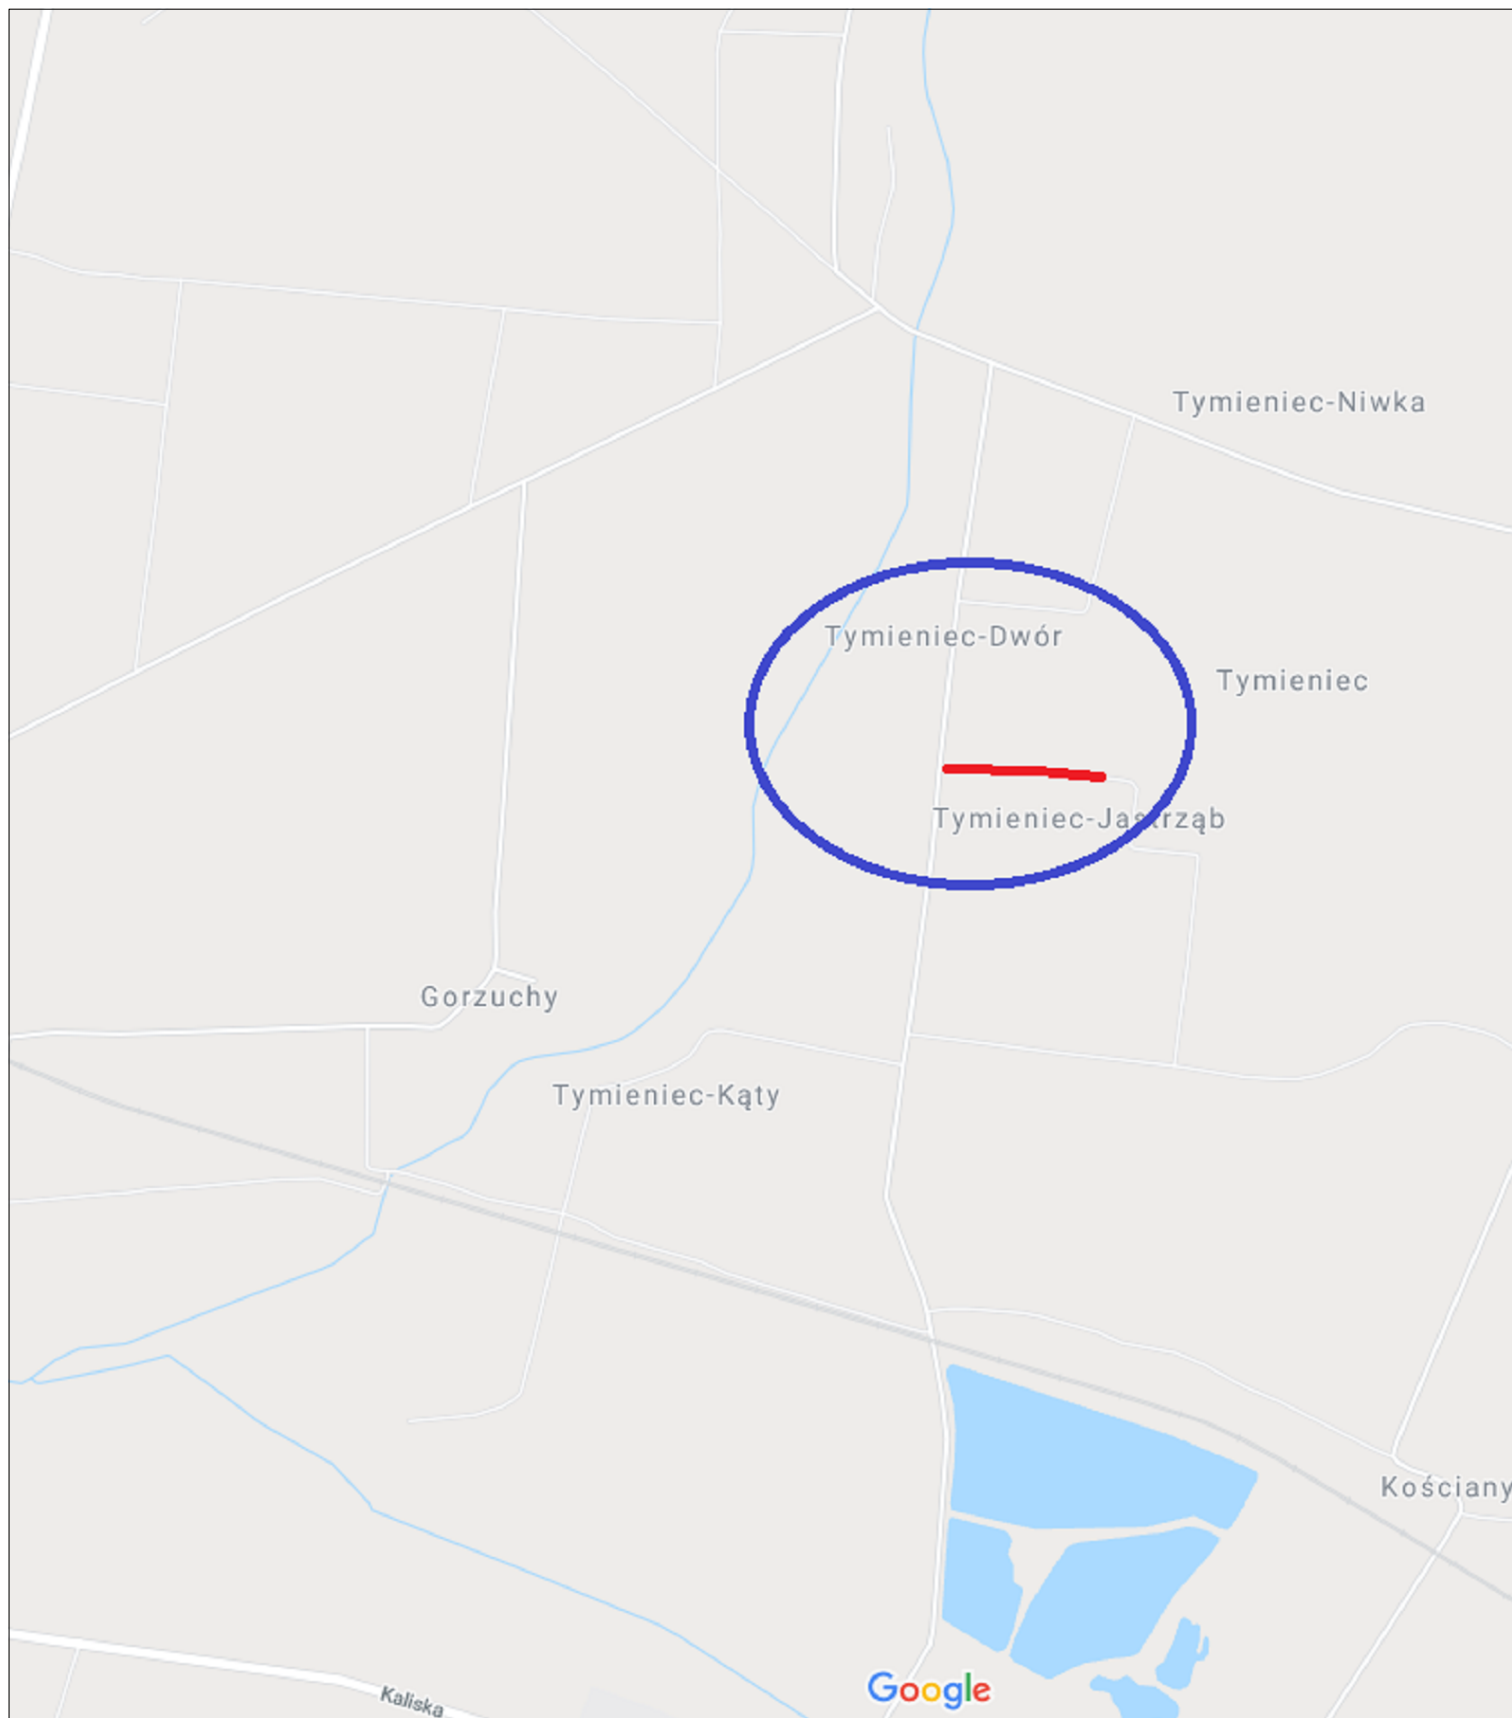 Tymieniec-Niwka
Tymieniec-Dwór
Tymieniec
Tymieniec-Jastrząb
Gorzuchy
Tymieniec-Kąty
Kościany
Google
Kaliska